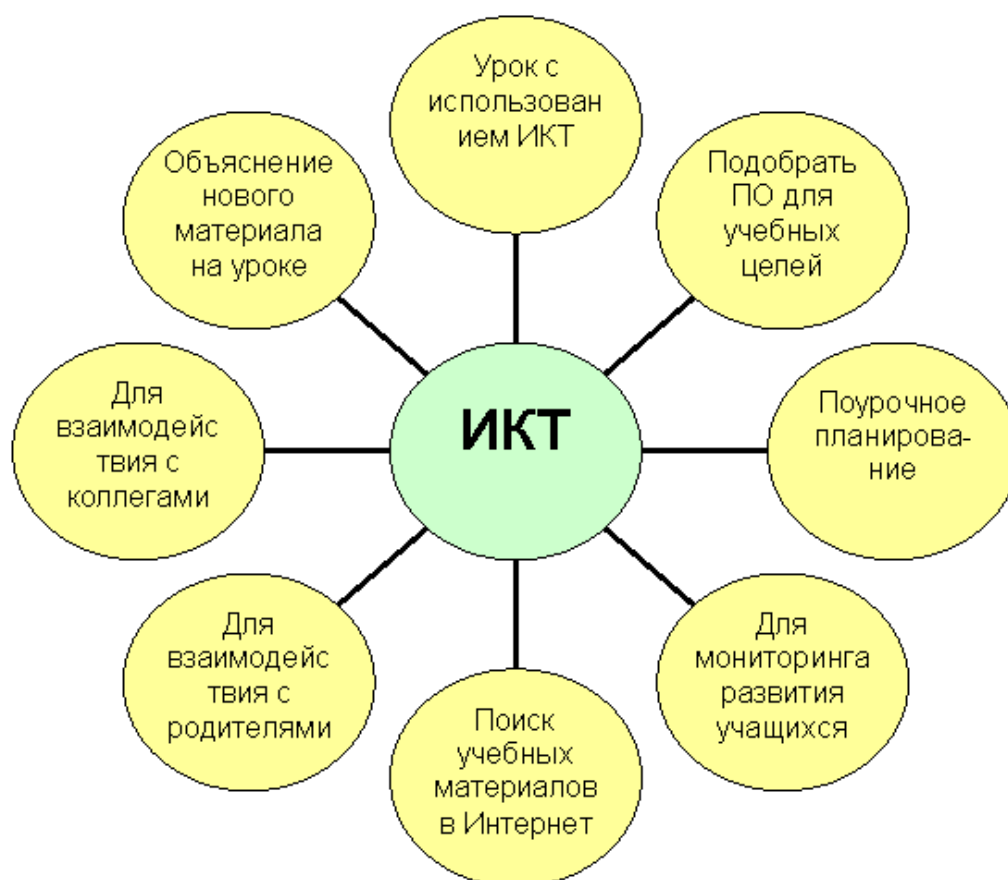 Урок с
использован
ием ИКТ
Подобрать
ПО для
учебных
целей
Поурочное
планирова-
ние
Для
мониторинга
развития
учащихся
Поиск
учебных
материалов
в Интернет
Для
взаимодейс
твия с
родителями
Для
взаимодейс
твия с
коллегами
Объяснение
нового
материала
на уроке
ИКТ